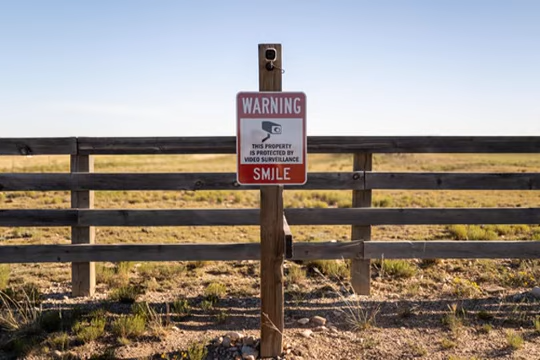 WARNING
THIS PROPERTY
IS PROTECTED BY
VIDEO SURVEILLANCE
SMILE